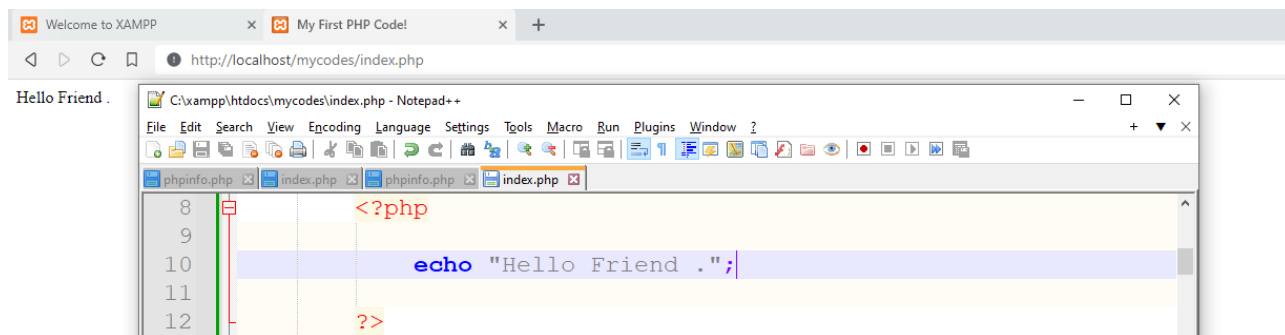 Welcome to XAMPP × My First PHP Code! × +
http://localhost/mycodes/index.php
Hello Friend .
C:\xampp\htdocs\mycodes\index.php - Notepad++
File Edit Search View Encoding Language Settings Tools Macro Run Plugins Window ?
phpinfo.php index.php phpinfo.php index.php
8 <?php
9
10 echo "Hello Friend .";
11
12 ?>